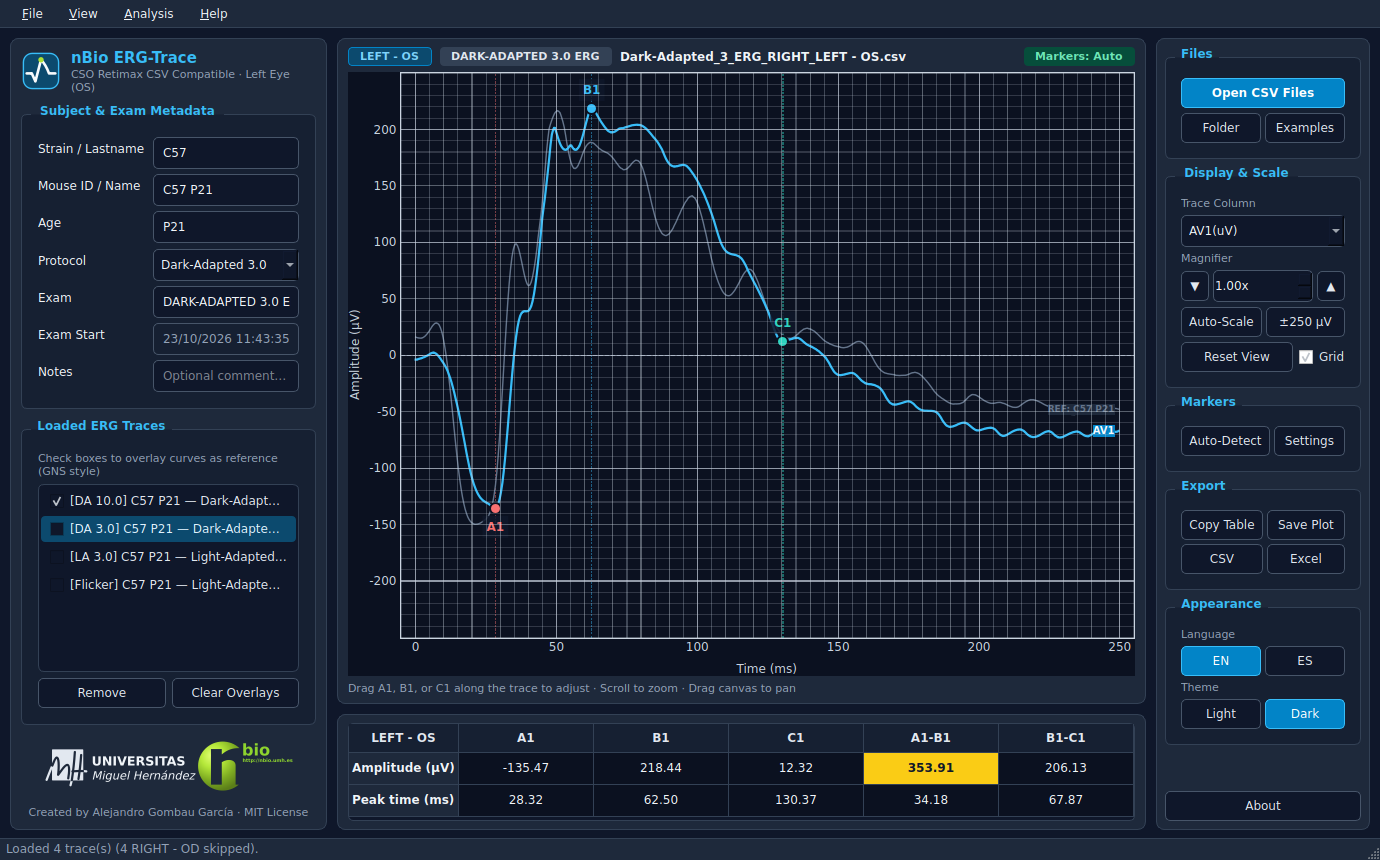 File View Analysis Help
nBio ERG-Trace
CSO Retimax CSV Compatible · Left Eye
(OS)
Subject & Exam Metadata
Strain / Lastname C57
Mouse ID / Name C57 P21
Age P21
Protocol Dark-Adapted 3.0
Exam DARK-ADAPTED 3.0 E
Exam Start 23/10/2026 11:43:35
Notes Optional comment...
Loaded ERG Traces
Check boxes to overlay curves as reference
(GNS style)
[DA 10.0] C57 P21 — Dark-Adapt...
[DA 3.0] C57 P21 — Dark-Adapte...
[LA 3.0] C57 P21 — Light-Adapted...
[Flicker] C57 P21 — Light-Adapte...
Remove Clear Overlays
UNIVERSITAS
Miguel Hernández
bio
http://nbio.umh.es
Created by Alejandro Gombau García · MIT License
LEFT - OS DARK-ADAPTED 3.0 ERG Dark-Adapted_3_ERG_RIGHT_LEFT - OS.csv Markers: Auto
B1
200
150
100
50
C1
0
-50
REF: C57 P21
AV1
-100
-150
A1
-200
Amplitude (µV)
0 50 100 150 200 250
Time (ms)
Drag A1, B1, or C1 along the trace to adjust · Scroll to zoom · Drag canvas to pan
LEFT - OS A1 B1 C1 A1-B1 B1-C1
Amplitude (µV) -135.47 218.44 12.32 353.91 206.13
Peak time (ms) 28.32 62.50 130.37 34.18 67.87
Files
Open CSV Files
Folder Examples
Display & Scale
Trace Column
AV1(uV)
Magnifier
▼ 1.00x ▲
Auto-Scale ±250 µV
Reset View Grid
Markers
Auto-Detect Settings
Export
Copy Table Save Plot
CSV Excel
Appearance
Language
EN ES
Theme
Light Dark
About
Loaded 4 trace(s) (4 RIGHT - OD skipped).